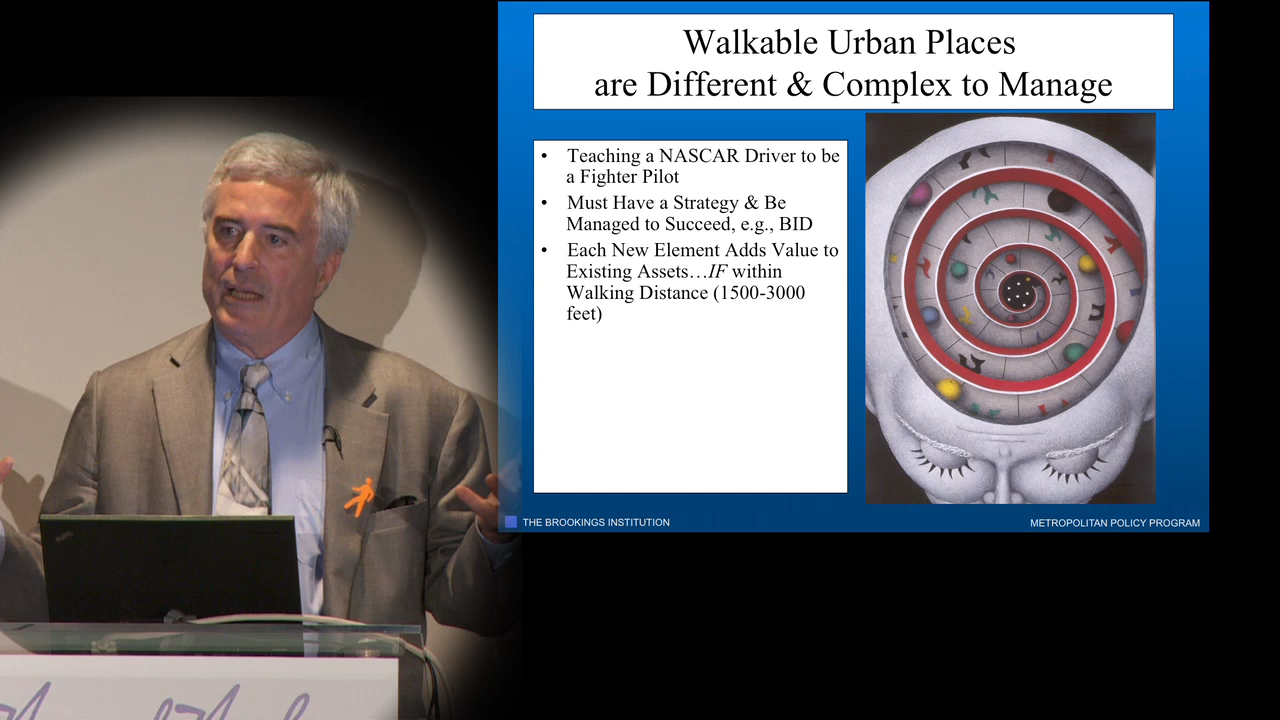 Walkable Urban Places
are Different & Complex to Manage
• Teaching a NASCAR Driver to be
a Fighter Pilot
• Must Have a Strategy & Be
Managed to Succeed, e.g., BID
• Each New Element Adds Value to
Existing Assets…IF within
Walking Distance (1500-3000
feet)
THE BROOKINGS INSTITUTION
METROPOLITAN POLICY PROGRAM